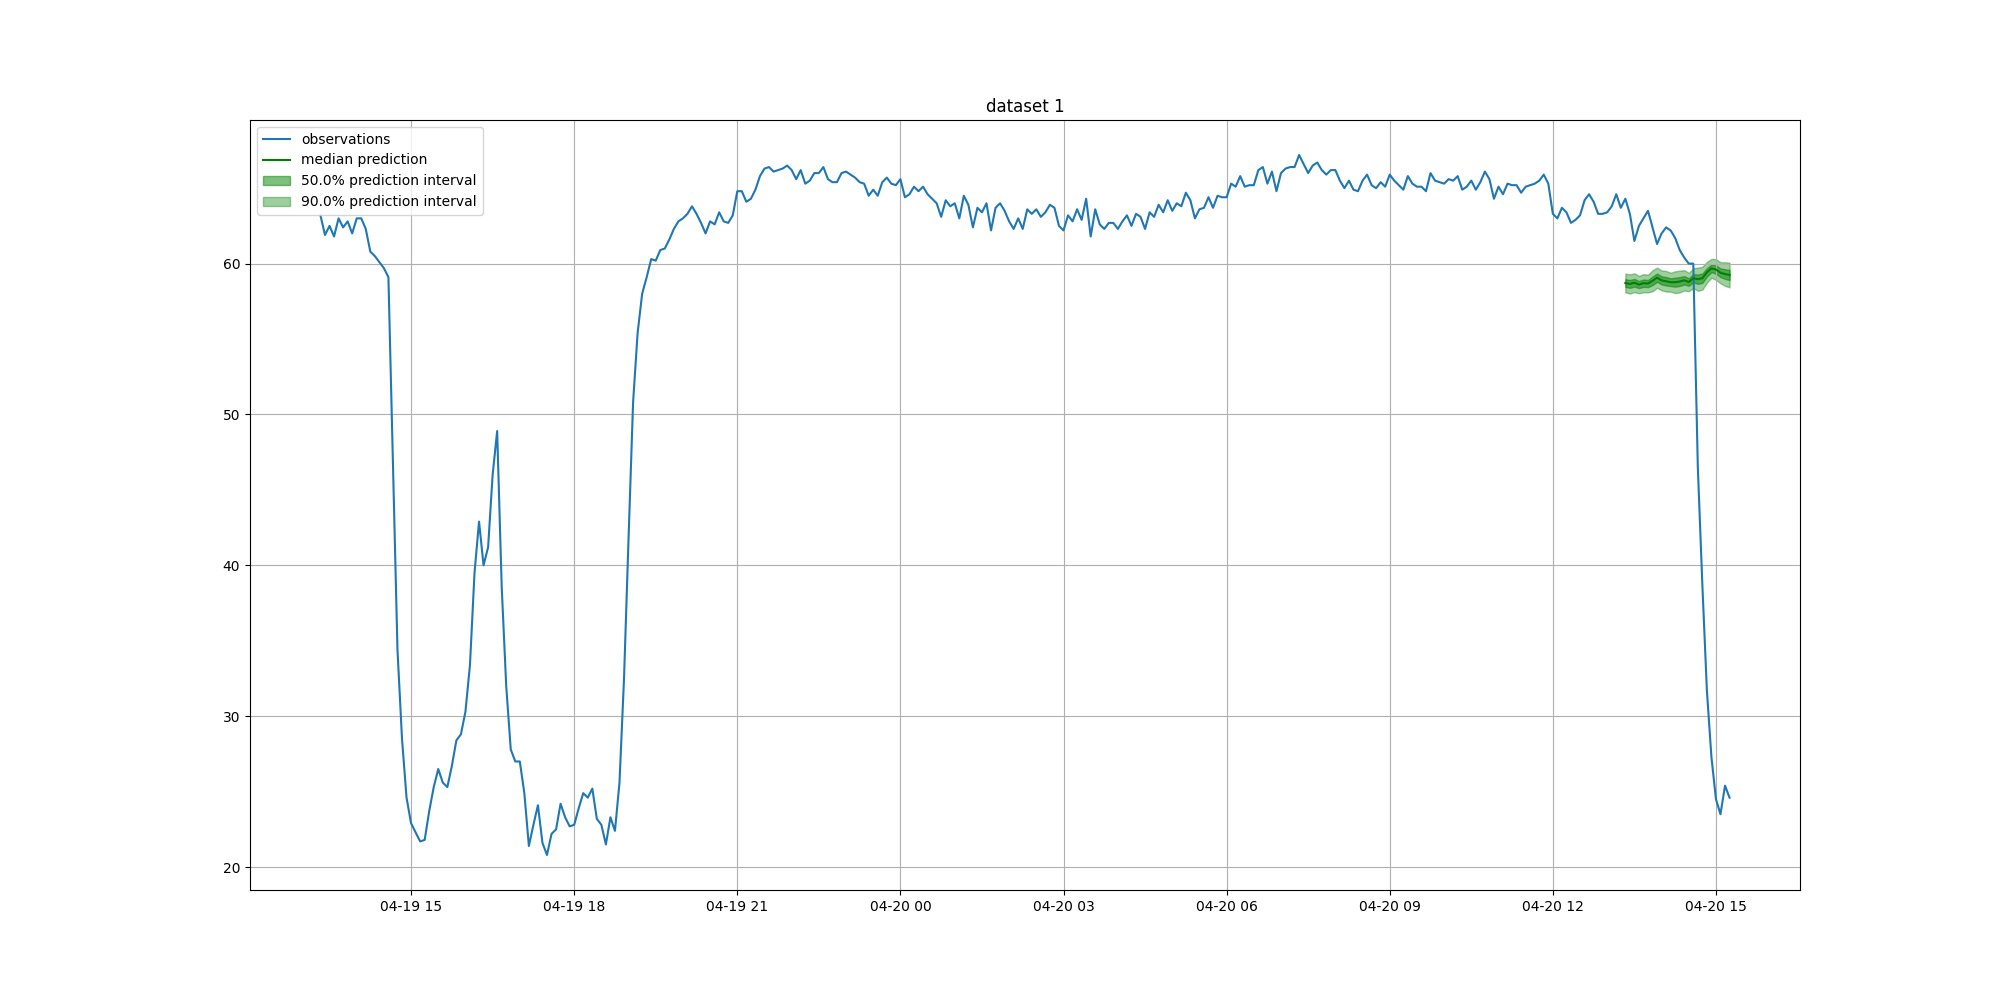 dataset 1
observations
median prediction
50.0% prediction interval
90.0% prediction interval
60
50
40
30
20
04-19 15
04-19 18
04-19 21
04-20 00
04-20 03
04-20 06
04-20 09
04-20 12
04-20 15